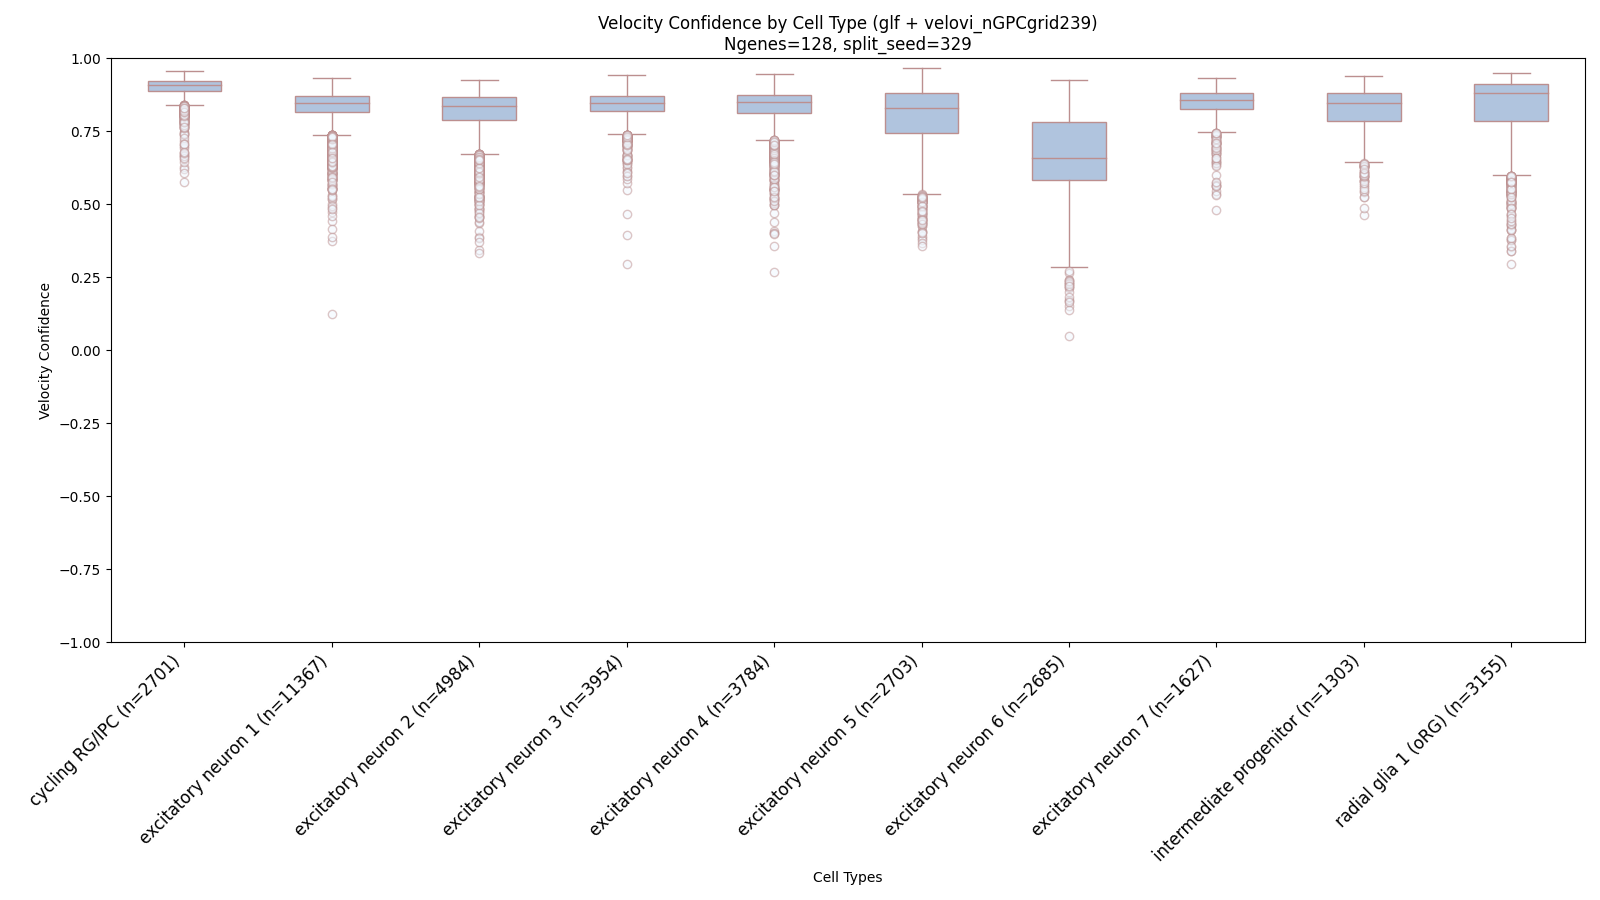 Velocity Confidence by Cell Type (glf + velovi_nGPCgrid239)
Ngenes=128, split_seed=329
Velocity Confidence
1.00
0.75
0.50
0.25
0.00
−0.25
−0.50
−0.75
−1.00
cycling RG/IPC (n=2701)
excitatory neuron 1 (n=11367)
excitatory neuron 2 (n=4984)
excitatory neuron 3 (n=3954)
excitatory neuron 4 (n=3784)
excitatory neuron 5 (n=2703)
excitatory neuron 6 (n=2685)
excitatory neuron 7 (n=1627)
intermediate progenitor (n=1303)
radial glia 1 (oRG) (n=3155)
Cell Types